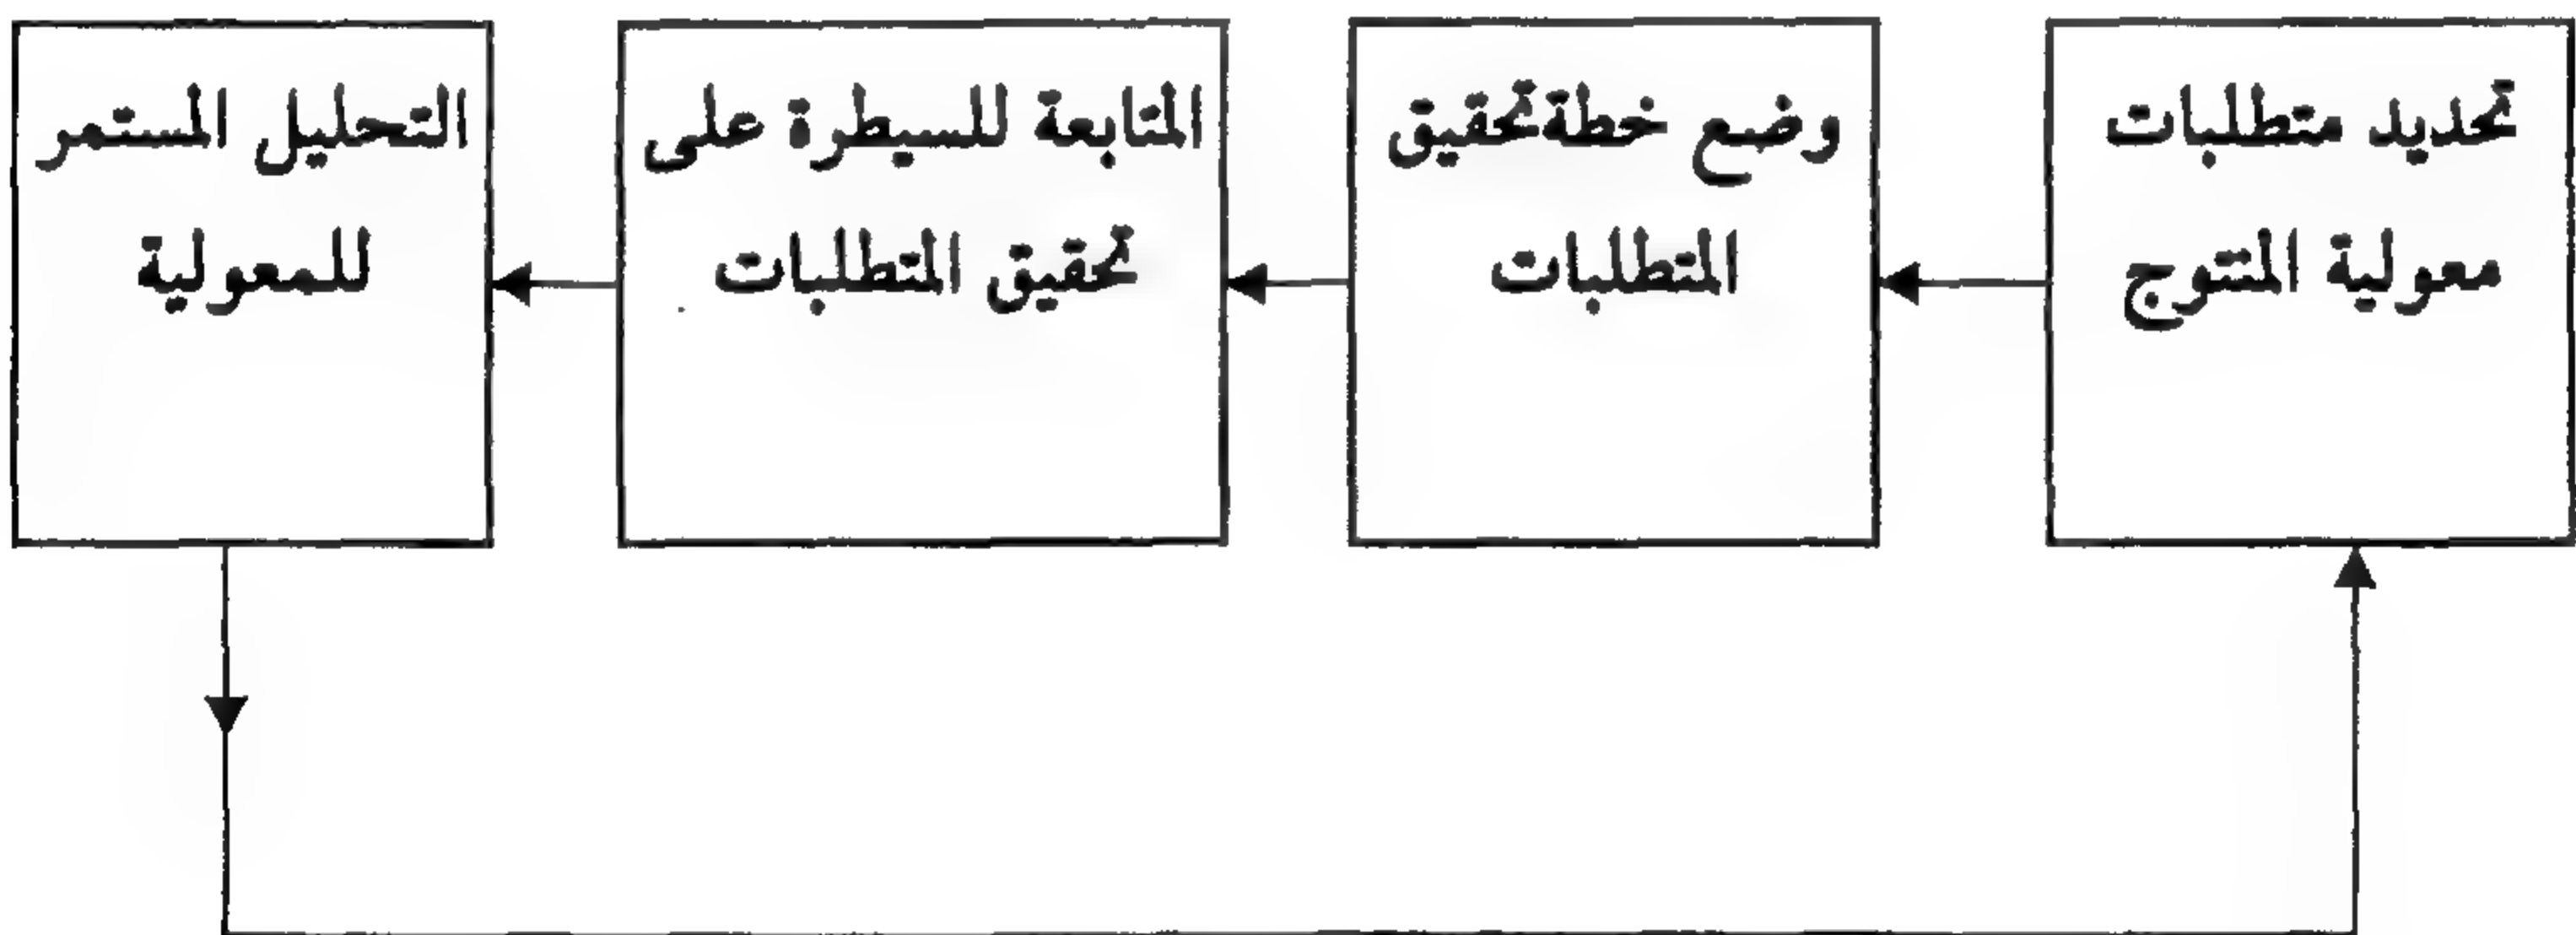 تحديد متطلبات
معولية المنتوج
وضع خطة تحقيق
المتطلبات
المتابعة للسيطرة على
تحقيق المتطلبات
التحليل المستمر
للمعولية